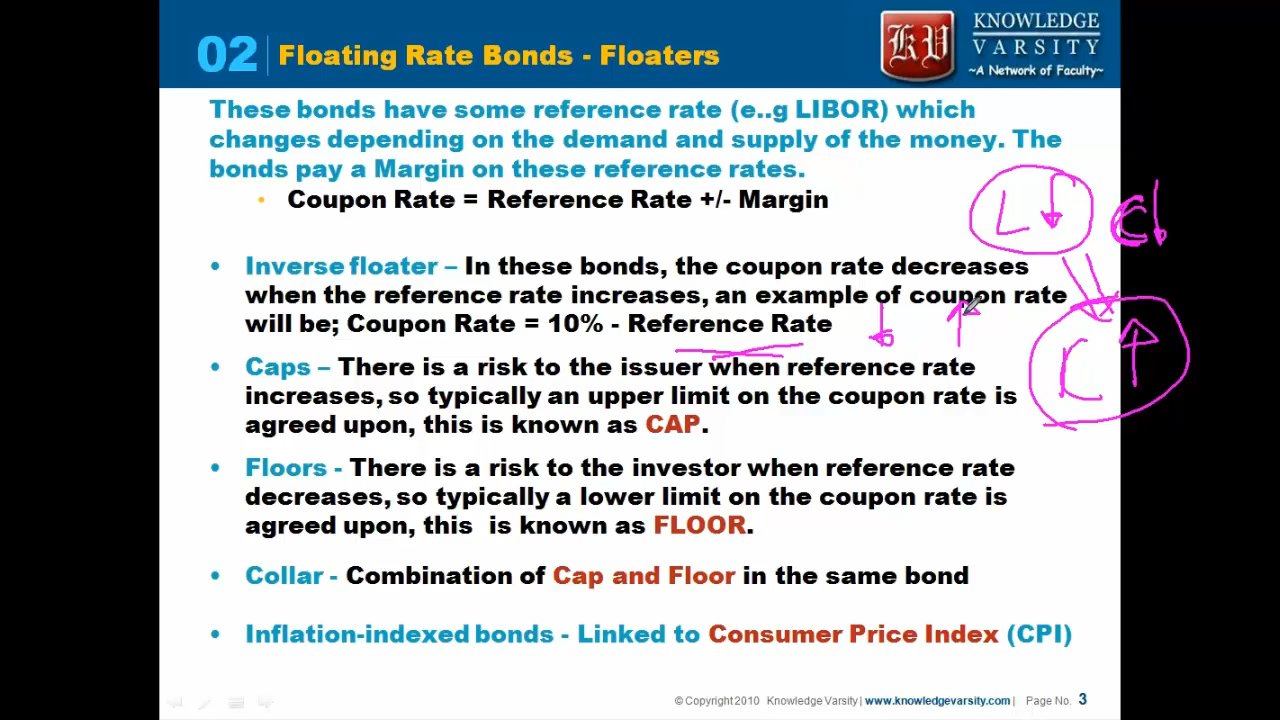 02 Floating Rate Bonds - Floaters
KV KNOWLEDGE
VARSITY
~A Network of Faculty~
These bonds have some reference rate (e..g LIBOR) which
changes depending on the demand and supply of the money. The
bonds pay a Margin on these reference rates.
• Coupon Rate = Reference Rate +/- Margin
L C
• Inverse floater – In these bonds, the coupon rate decreases
when the reference rate increases, an example of coupon rate
will be; Coupon Rate = 10% - Reference Rate
C
• Caps – There is a risk to the issuer when reference rate
increases, so typically an upper limit on the coupon rate is
agreed upon, this is known as CAP.
• Floors - There is a risk to the investor when reference rate
decreases, so typically a lower limit on the coupon rate is
agreed upon, this is known as FLOOR.
• Collar - Combination of Cap and Floor in the same bond
• Inflation-indexed bonds - Linked to Consumer Price Index (CPI)
© Copyright2010 Knowledge Varsity | www.knowledgevarsity.com | Page No. 3